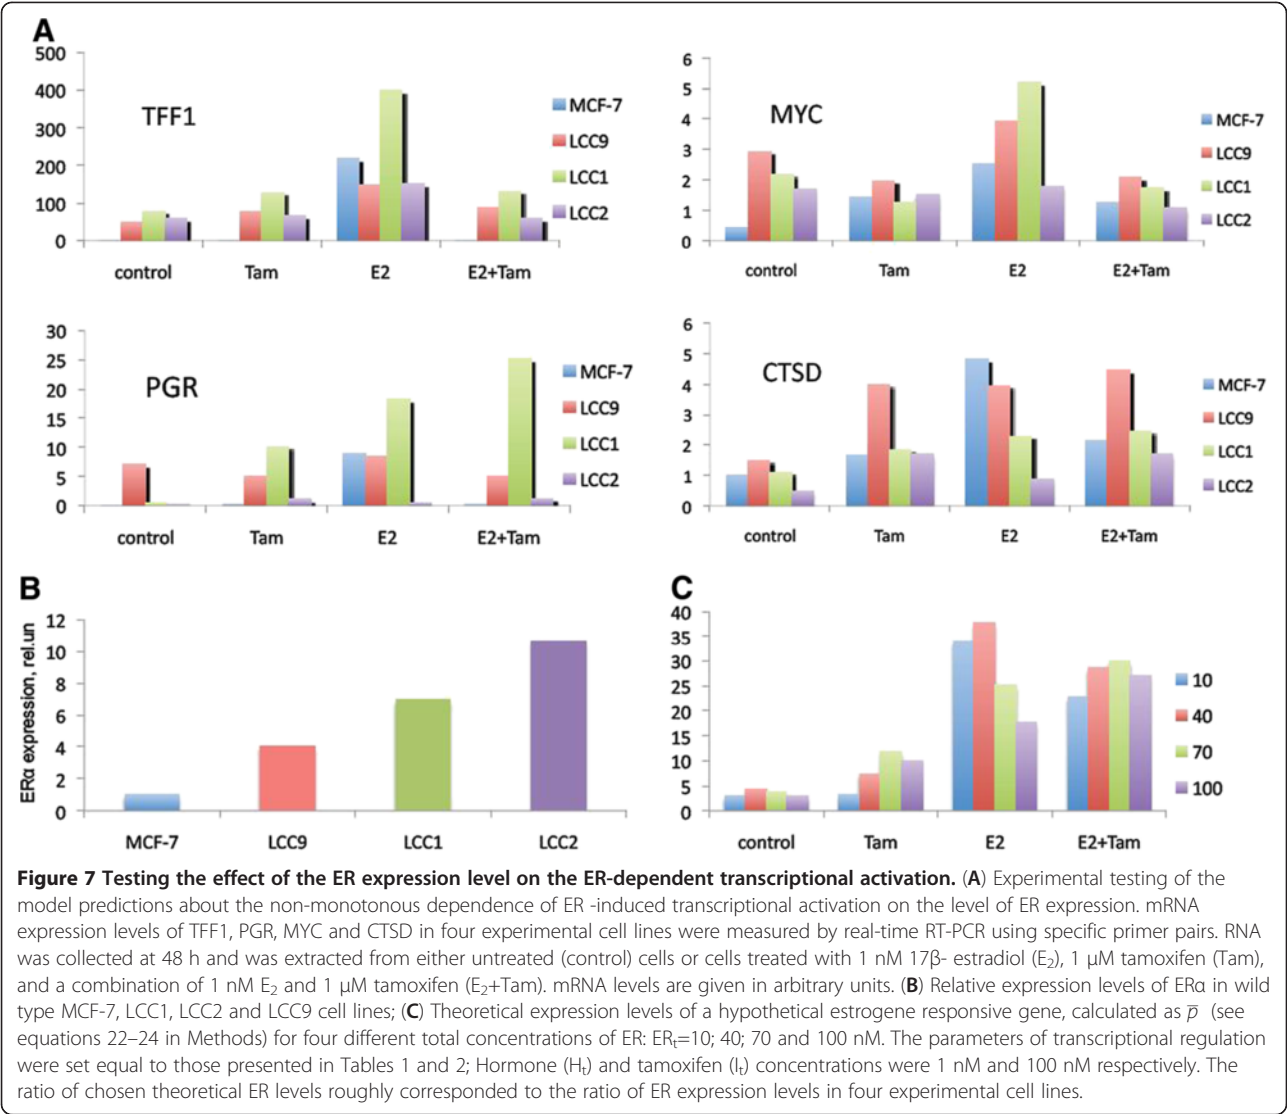 A
500
400
300
200
100
0
TFF1
control Tam E2 E2+Tam
MCF-7
LCC9
LCC1
LCC2
6
5
4
3
2
1
0
MYC
control Tam E2 E2+Tam
MCF-7
LCC9
LCC1
LCC2
30
25
20
15
10
5
0
PGR
control Tam E2 E2+Tam
MCF-7
LCC9
LCC1
LCC2
6
5
4
3
2
1
0
CTSD
control Tam E2 E2+Tam
MCF-7
LCC9
LCC1
LCC2
B
ERα expression, rel.un
12
10
8
6
4
2
0
MCF-7 LCC9 LCC1 LCC2
C
40
35
30
25
20
15
10
5
0
control Tam E2 E2+Tam
10
40
70
100
Figure 7 Testing the effect of the ER expression level on the ER-dependent transcriptional activation. (A) Experimental testing of the
model predictions about the non-monotonous dependence of ER -induced transcriptional activation on the level of ER expression. mRNA
expression levels of TFF1, PGR, MYC and CTSD in four experimental cell lines were measured by real-time RT-PCR using specific primer pairs. RNA
was collected at 48 h and was extracted from either untreated (control) cells or cells treated with 1 nM 17β- estradiol (E₂), 1 μM tamoxifen (Tam),
and a combination of 1 nM E₂ and 1 μM tamoxifen (E₂+Tam). mRNA levels are given in arbitrary units. (B) Relative expression levels of ERα in wild
type MCF-7, LCC1, LCC2 and LCC9 cell lines; (C) Theoretical expression levels of a hypothetical estrogene responsive gene, calculated as p̅ (see
equations 22–24 in Methods) for four different total concentrations of ER: ERₜ=10; 40; 70 and 100 nM. The parameters of transcriptional regulation
were set equal to those presented in Tables 1 and 2; Hormone (Hₜ) and tamoxifen (Iₜ) concentrations were 1 nM and 100 nM respectively. The
ratio of chosen theoretical ER levels roughly corresponded to the ratio of ER expression levels in four experimental cell lines.